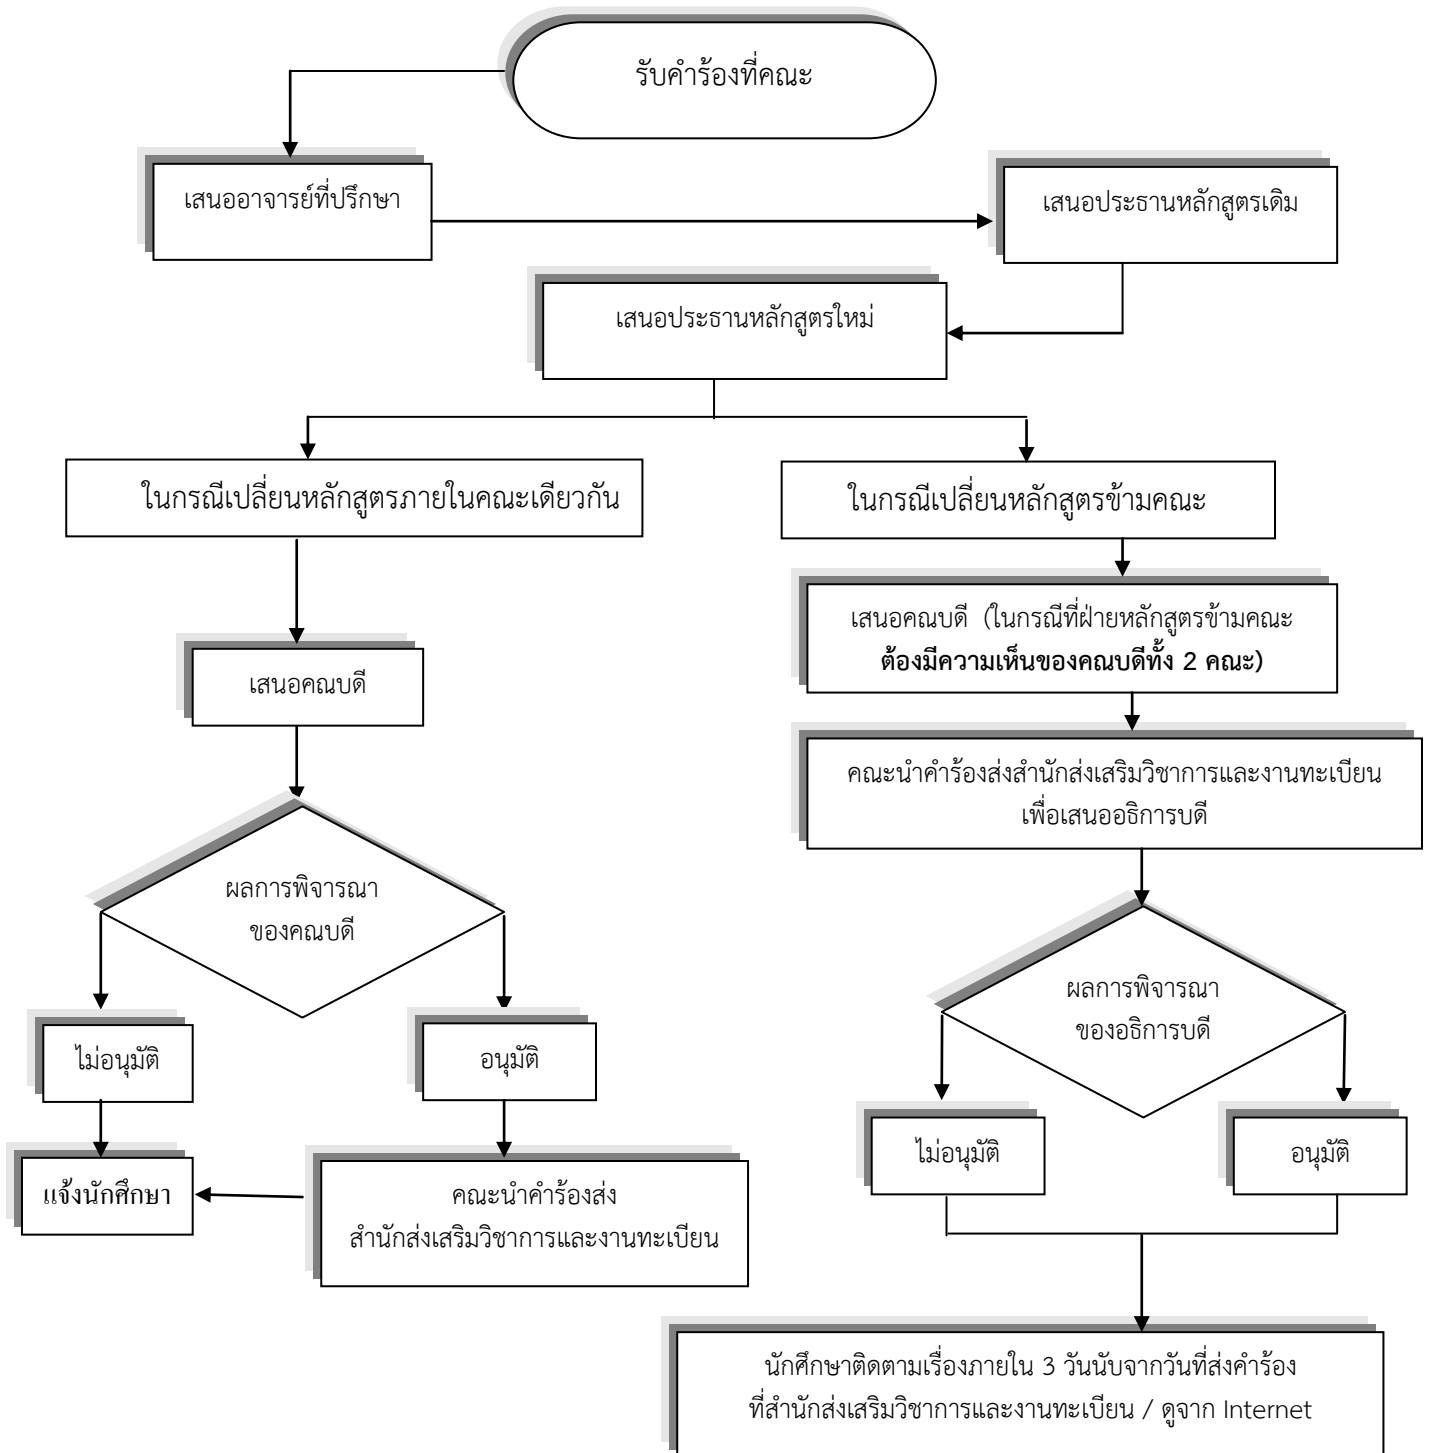 รับคำร้องที่คณะ
เสนออาจารย์ที่ปรึกษา
เสนอประธานหลักสูตรเดิม
เสนอประธานหลักสูตรใหม่
ในกรณีเปลี่ยนหลักสูตรภายในคณะเดียวกัน
ในกรณีเปลี่ยนหลักสูตรข้ามคณะ
เสนอคณบดี (ในกรณีที่ฝ่ายหลักสูตรข้ามคณะ
ต้องมีความเห็นของคณบดีทั้ง 2 คณะ)
เสนอคณบดี
คณะนำคำร้องส่งสำนักส่งเสริมวิชาการและงานทะเบียน
เพื่อเสนออธิการบดี
ผลการพิจารณา
ของคณบดี
ผลการพิจารณา
ของอธิการบดี
ไม่อนุมัติ
อนุมัติ
ไม่อนุมัติ
อนุมัติ
แจ้งนักศึกษา
คณะนำคำร้องส่ง
สำนักส่งเสริมวิชาการและงานทะเบียน
นักศึกษาติดตามเรื่องภายใน 3 วันนับจากวันที่ส่งคำร้อง
ที่สำนักส่งเสริมวิชาการและงานทะเบียน / ดูจาก Internet